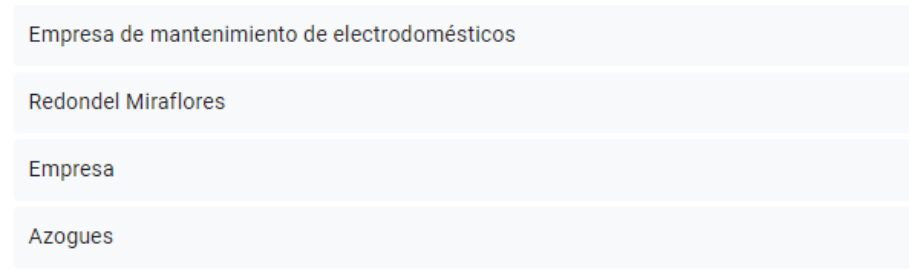 Empresa de mantenimiento de electrodomésticos
Redondel Miraflores
Empresa
Azogues